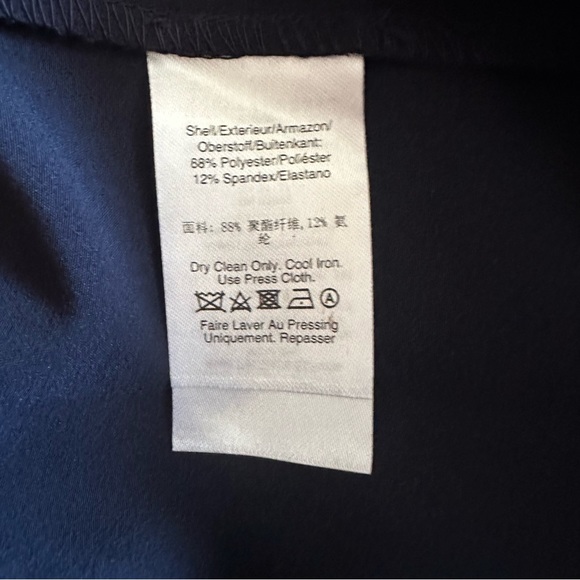 Shell/Exterieur/Armazon/
Oberstoff/Buitenkant:
88% Polyester/Poliéster
12% Spandex/Elastano
面料: 88% 聚酯纤维, 12% 氨
纶
Dry Clean Only. Cool Iron.
Use Press Cloth.
A
Faire Laver Au Pressing
Uniquement. Repasser